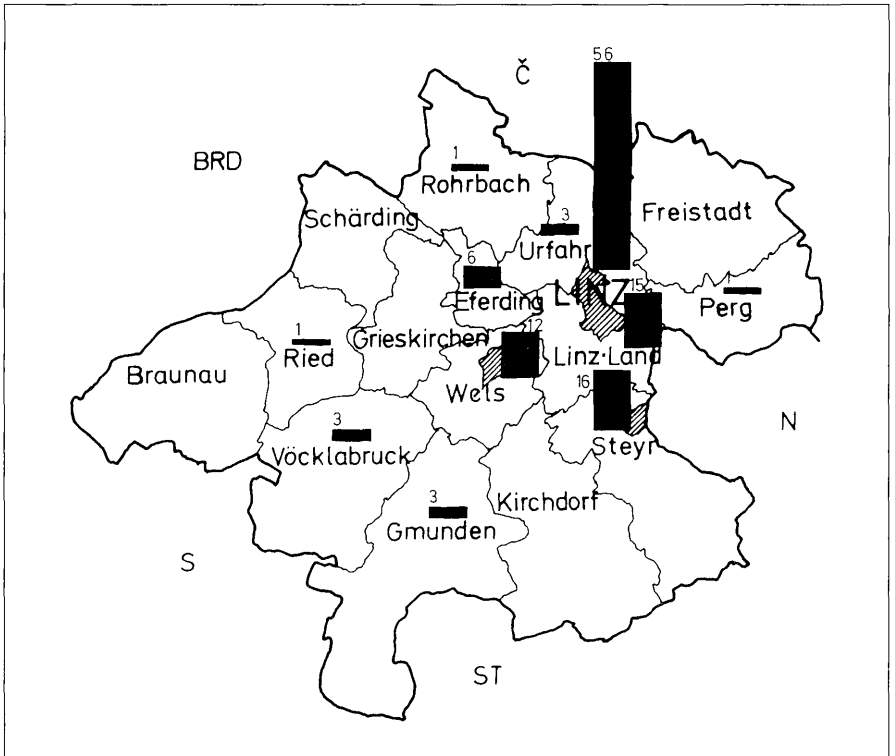 56
Č
BRD
1
Rohrbach
Schärding
3
Urfahr
Freistadt
6
Eferding
LINZ
15
1
Perg
1
Ried
Grieskirchen
12
Linz·Land
Braunau
Wels
16
N
3
Vöcklabruck
Steyr
3
Gmunden
Kirchdorf
S
ST